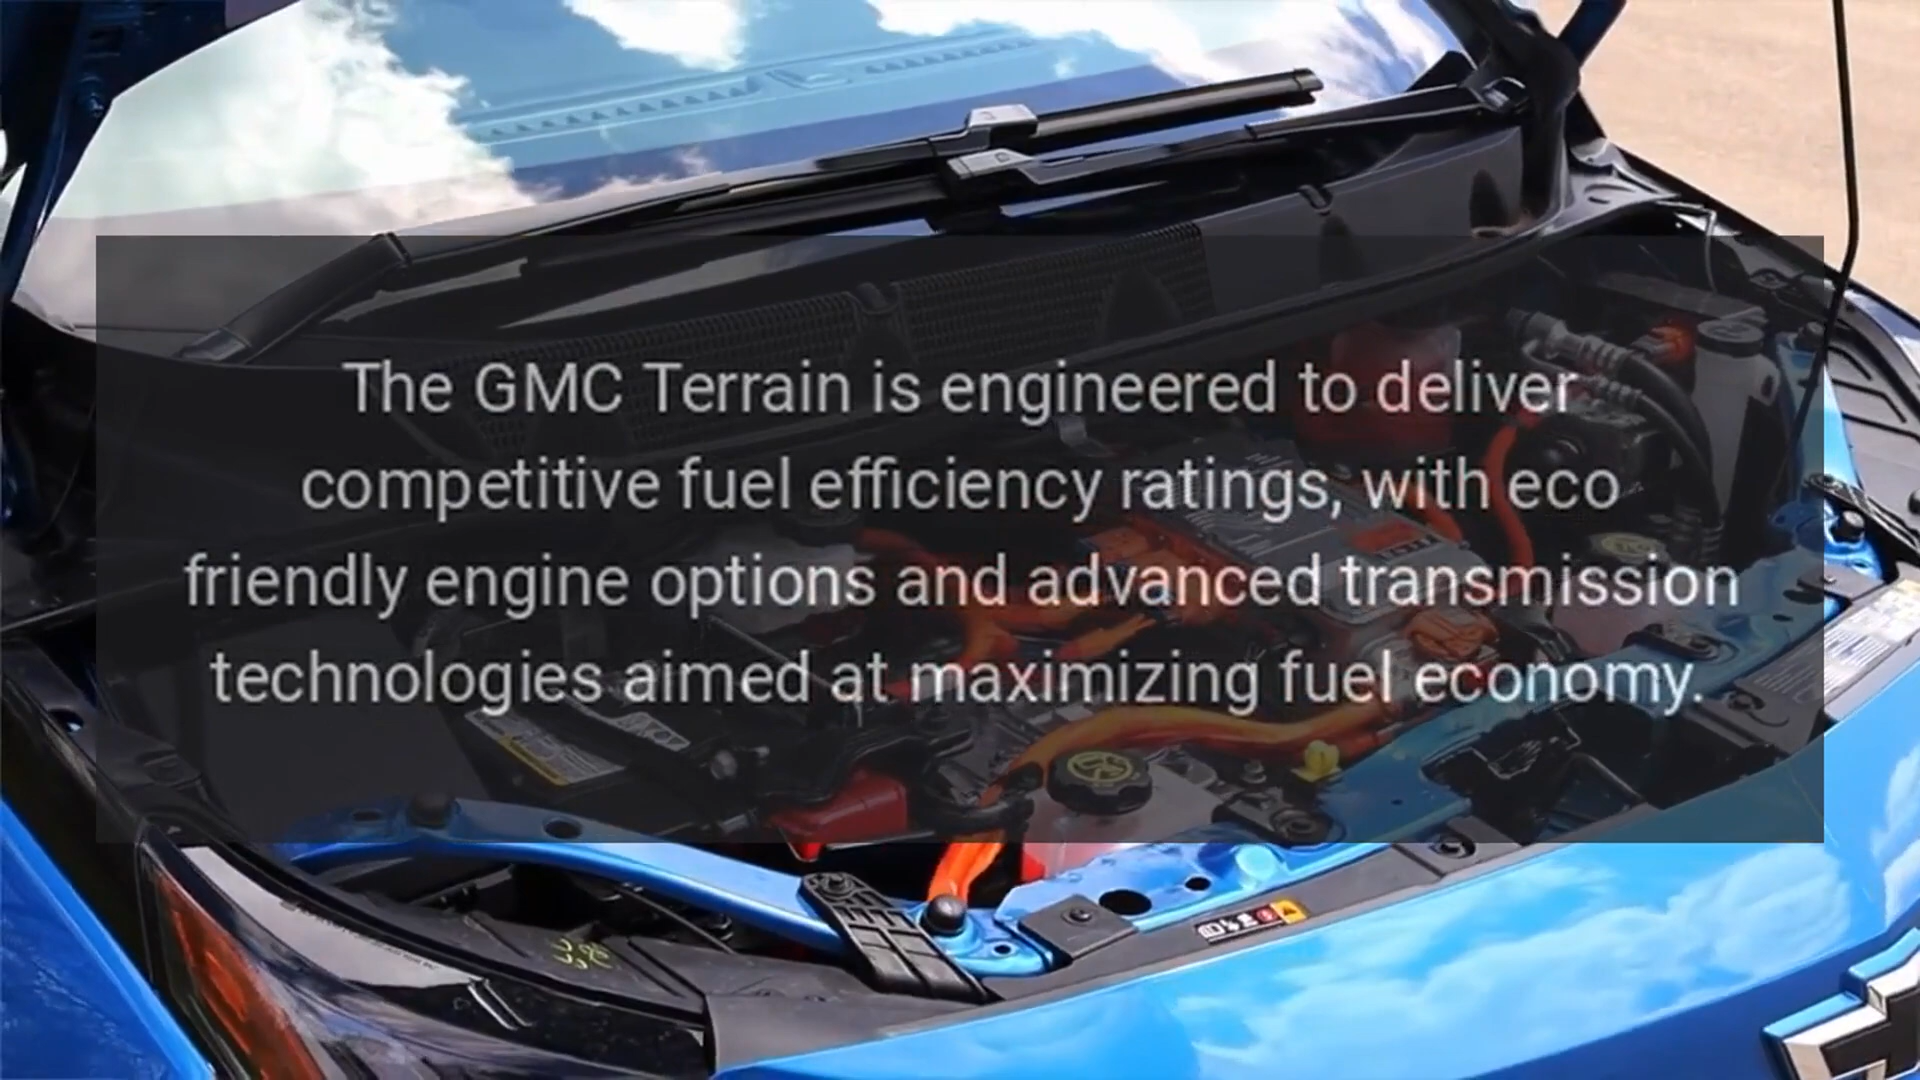 The GMC Terrain is engineered to deliver
competitive fuel efficiency ratings, with eco
friendly engine options and advanced transmission
technologies aimed at maximizing fuel economy.